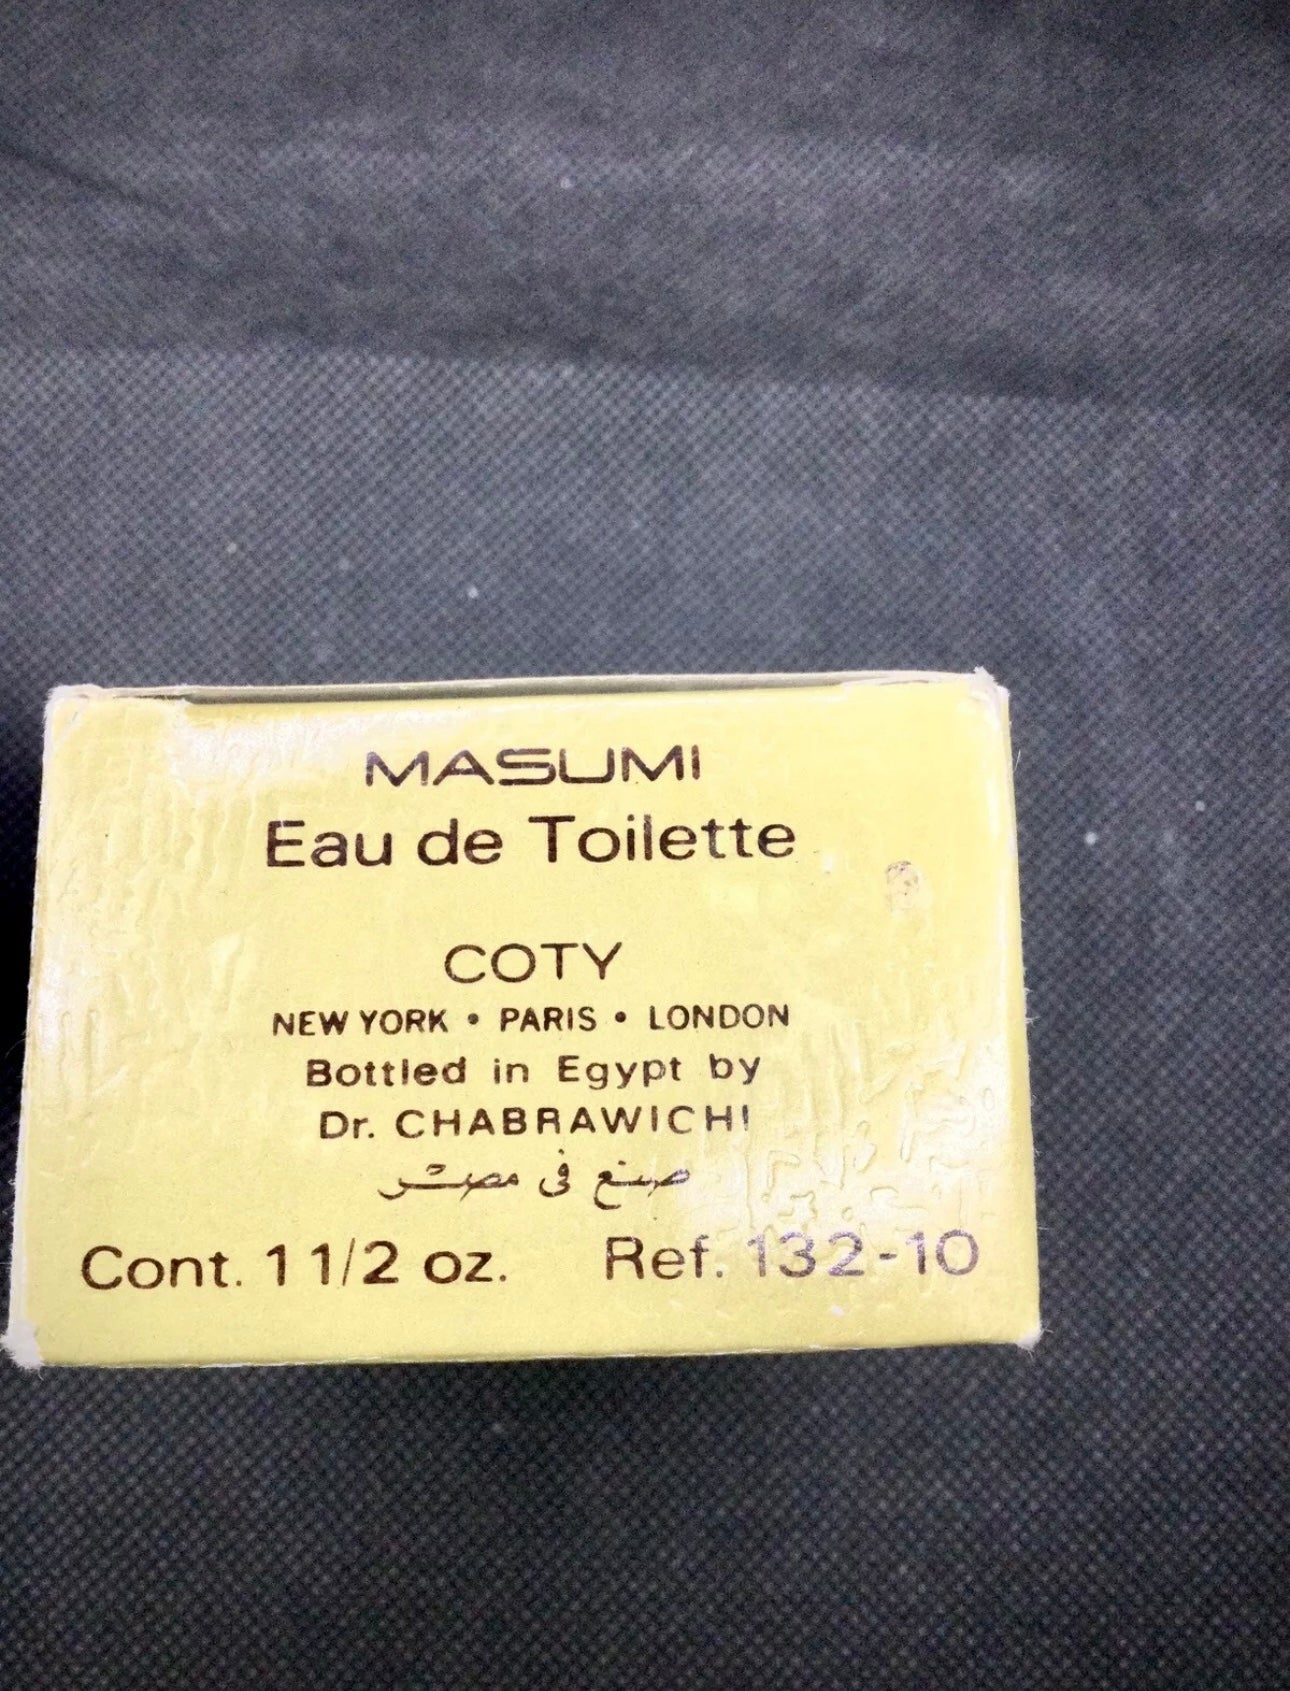 MASUMI
Eau de Toilette
COTY
NEW YORK • PARIS • LONDON
Bottled in Egypt by
Dr. CHABRAWICHI
صنع فى مصر
Cont. 1 1/2 oz. Ref. 132-10